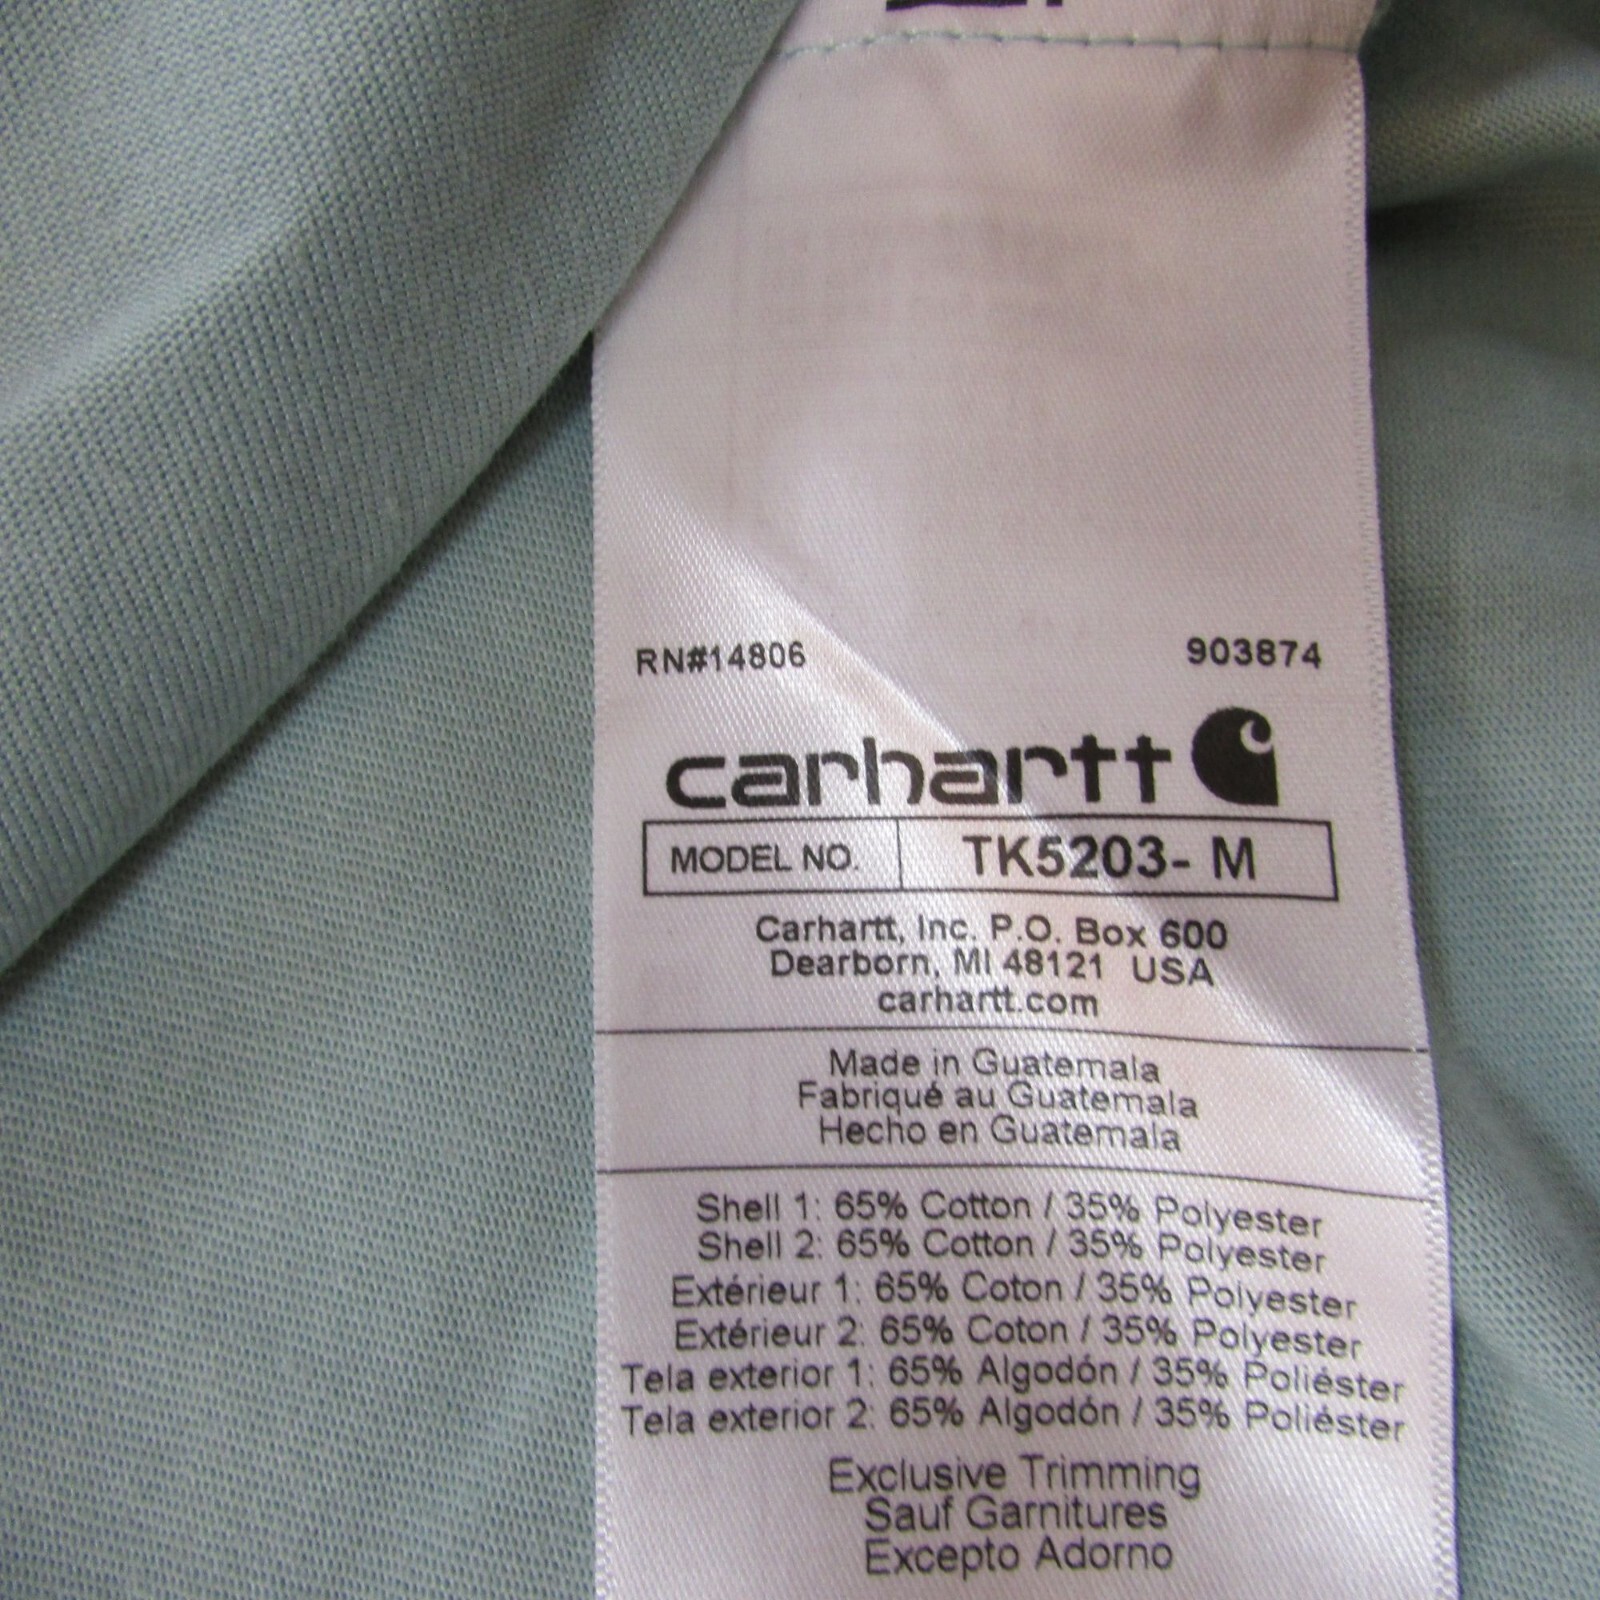 RN#14806 903874
carhartt
MODEL NO. TK5203- M
Carhartt, Inc. P.O. Box 600
Dearborn, MI 48121 USA
carhartt.com
Made in Guatemala
Fabriqué au Guatemala
Hecho en Guatemala
Shell 1: 65% Cotton / 35% Polyester
Shell 2: 65% Cotton / 35% Polyester
Extérieur 1: 65% Coton / 35% Polyester
Extérieur 2: 65% Coton / 35% Polyester
Tela exterior 1: 65% Algodón / 35% Poliéster
Tela exterior 2: 65% Algodón / 35% Poliéster
Exclusive Trimming
Sauf Garnitures
Excepto Adorno